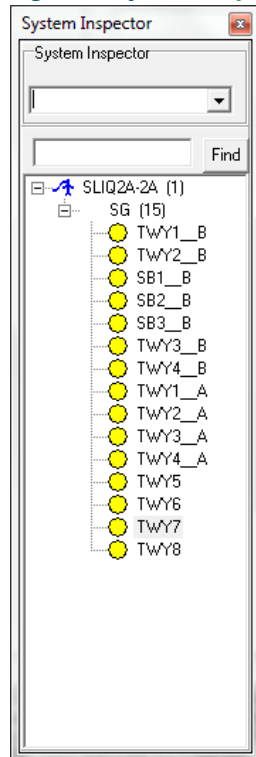 System Inspector
System Inspector
Find
SLIQ2A-2A (1)
SG (15)
TWY1__B
TWY2__B
SB1__B
SB2__B
SB3__B
TWY3__B
TWY4__B
TWY1__A
TWY2__A
TWY3__A
TWY4__A
TWY5
TWY6
TWY7
TWY8